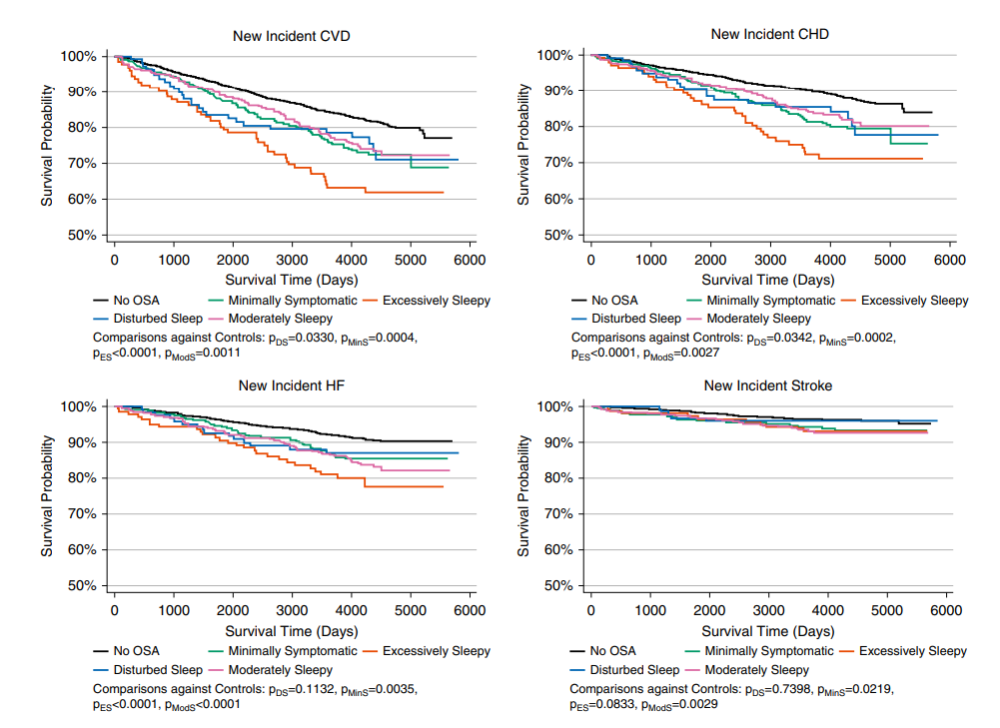 New Incident CVD
100%
90%
80%
70%
60%
50%
Survival Probability
0 1000 2000 3000 4000 5000 6000
Survival Time (Days)
No OSA Minimally Symptomatic Excessively Sleepy
Disturbed Sleep Moderately Sleepy
Comparisons against Controls: pDS=0.0330, pMinS=0.0004,
pES<0.0001, pModS=0.0011
New Incident CHD
100%
90%
80%
70%
60%
50%
Survival Probability
0 1000 2000 3000 4000 5000 6000
Survival Time (Days)
No OSA Minimally Symptomatic Excessively Sleepy
Disturbed Sleep Moderately Sleepy
Comparisons against Controls: pDS=0.0342, pMinS=0.0002,
pES<0.0001, pModS=0.0027
New Incident HF
100%
90%
80%
70%
60%
50%
Survival Probability
0 1000 2000 3000 4000 5000 6000
Survival Time (Days)
No OSA Minimally Symptomatic Excessively Sleepy
Disturbed Sleep Moderately Sleepy
Comparisons against Controls: pDS=0.1132, pMinS=0.0035,
pES<0.0001, pModS<0.0001
New Incident Stroke
100%
90%
80%
70%
60%
50%
Survival Probability
0 1000 2000 3000 4000 5000 6000
Survival Time (Days)
No OSA Minimally Symptomatic Excessively Sleepy
Disturbed Sleep Moderately Sleepy
Comparisons against Controls: pDS=0.7398, pMinS=0.0219,
pES=0.0833, pModS=0.0029